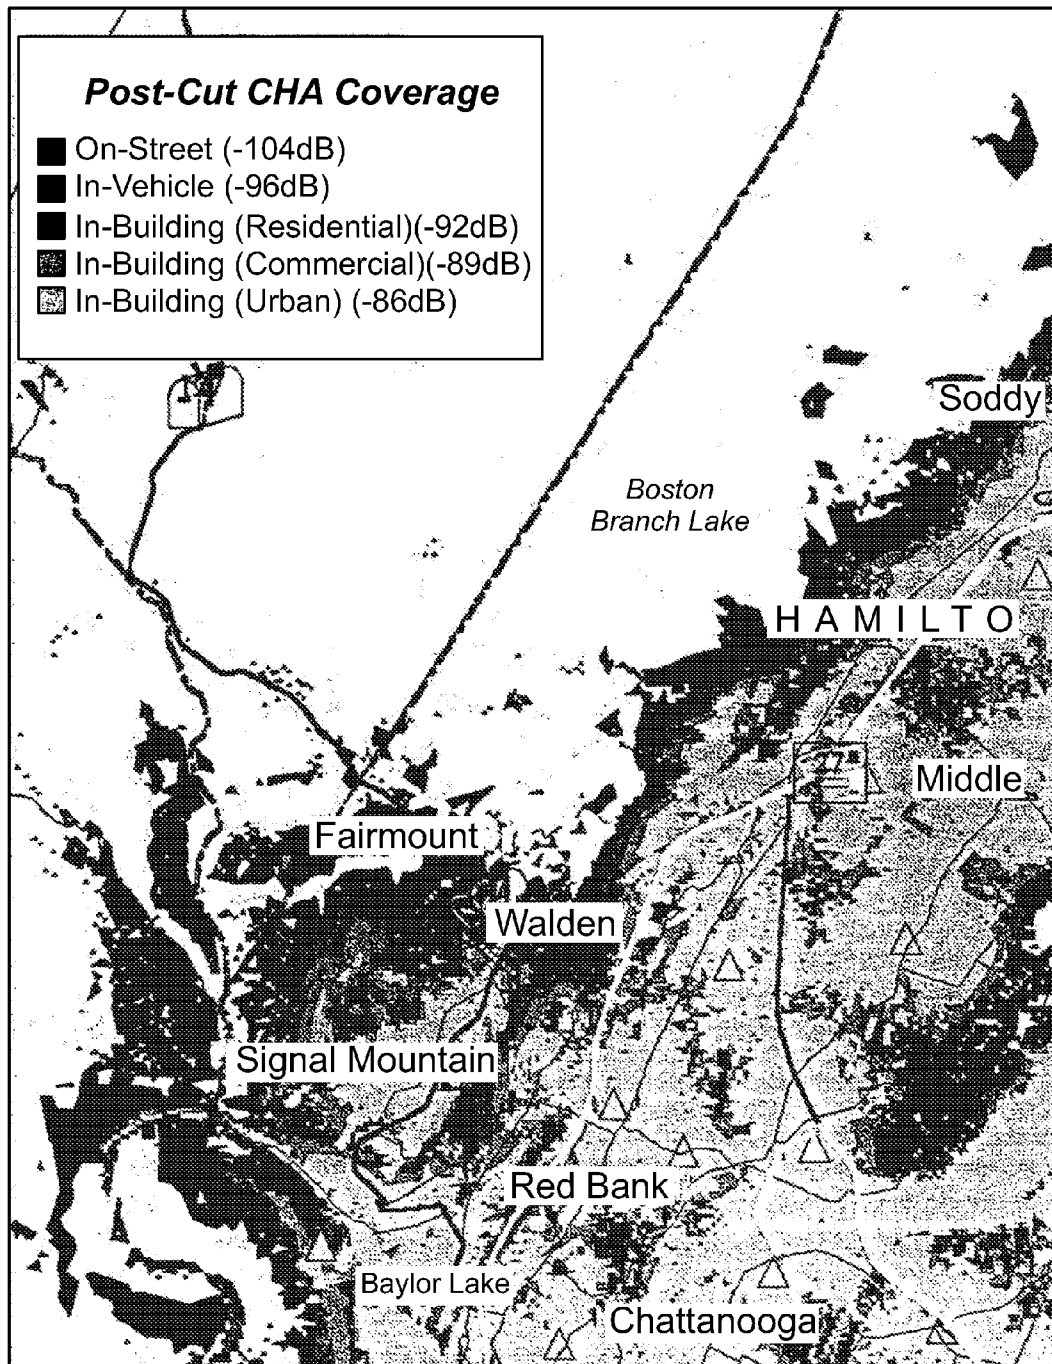 Post-Cut CHA Coverage
On-Street (-104dB)
In-Vehicle (-96dB)
In-Building (Residential)(-92dB)
In-Building (Commercial)(-89dB)
In-Building (Urban) (-86dB)
Soddy
Boston
Branch Lake
HAMILTO
Middle
Fairmount
Walden
Signal Mountain
Red Bank
Baylor Lake
Chattanooga